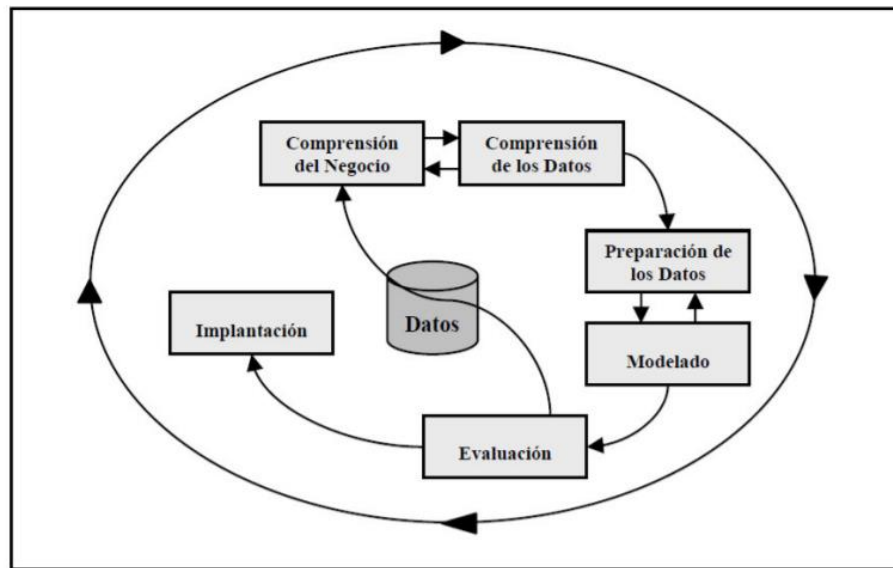 Comprensión
del Negocio
Comprensión
de los Datos
Preparación de
los Datos
Datos
Implantación
Modelado
Evaluación